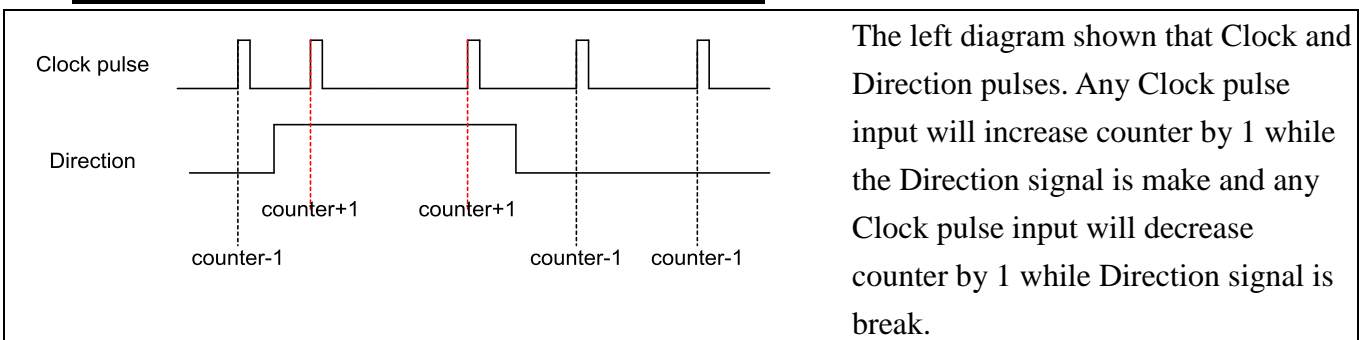 Clock pulse
Direction
counter+1 counter+1
counter-1 counter-1 counter-1
The left diagram shown that Clock and
Direction pulses. Any Clock pulse
input will increase counter by 1 while
the Direction signal is make and any
Clock pulse input will decrease
counter by 1 while Direction signal is
break.